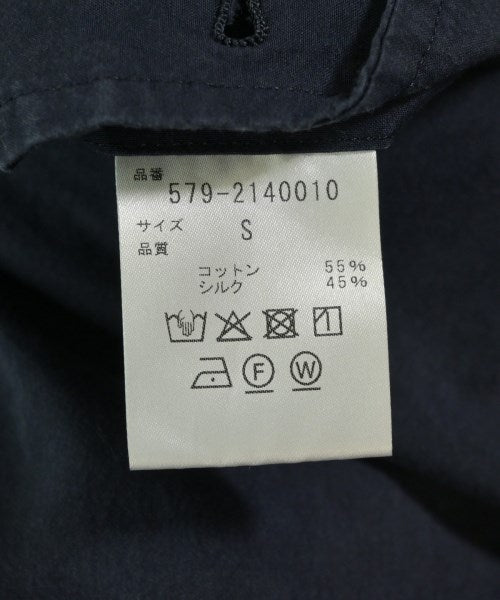 品番
579-2140010
サイズ S
品質
コットン 55%
シルク 45%
F W